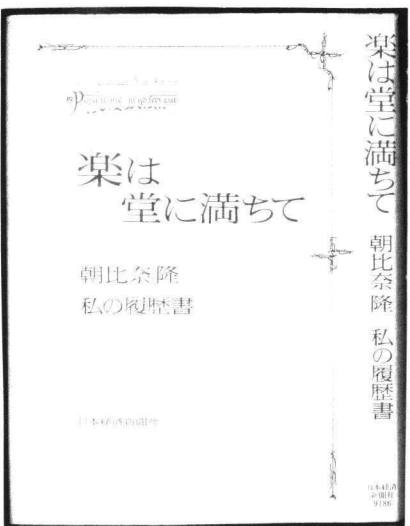 楽は
堂に満ちて
朝比奈隆
私の履歴書
日本経済新聞社
楽は堂に満ちて 朝比奈隆 私の履歴書
日本経済
新聞社
9186